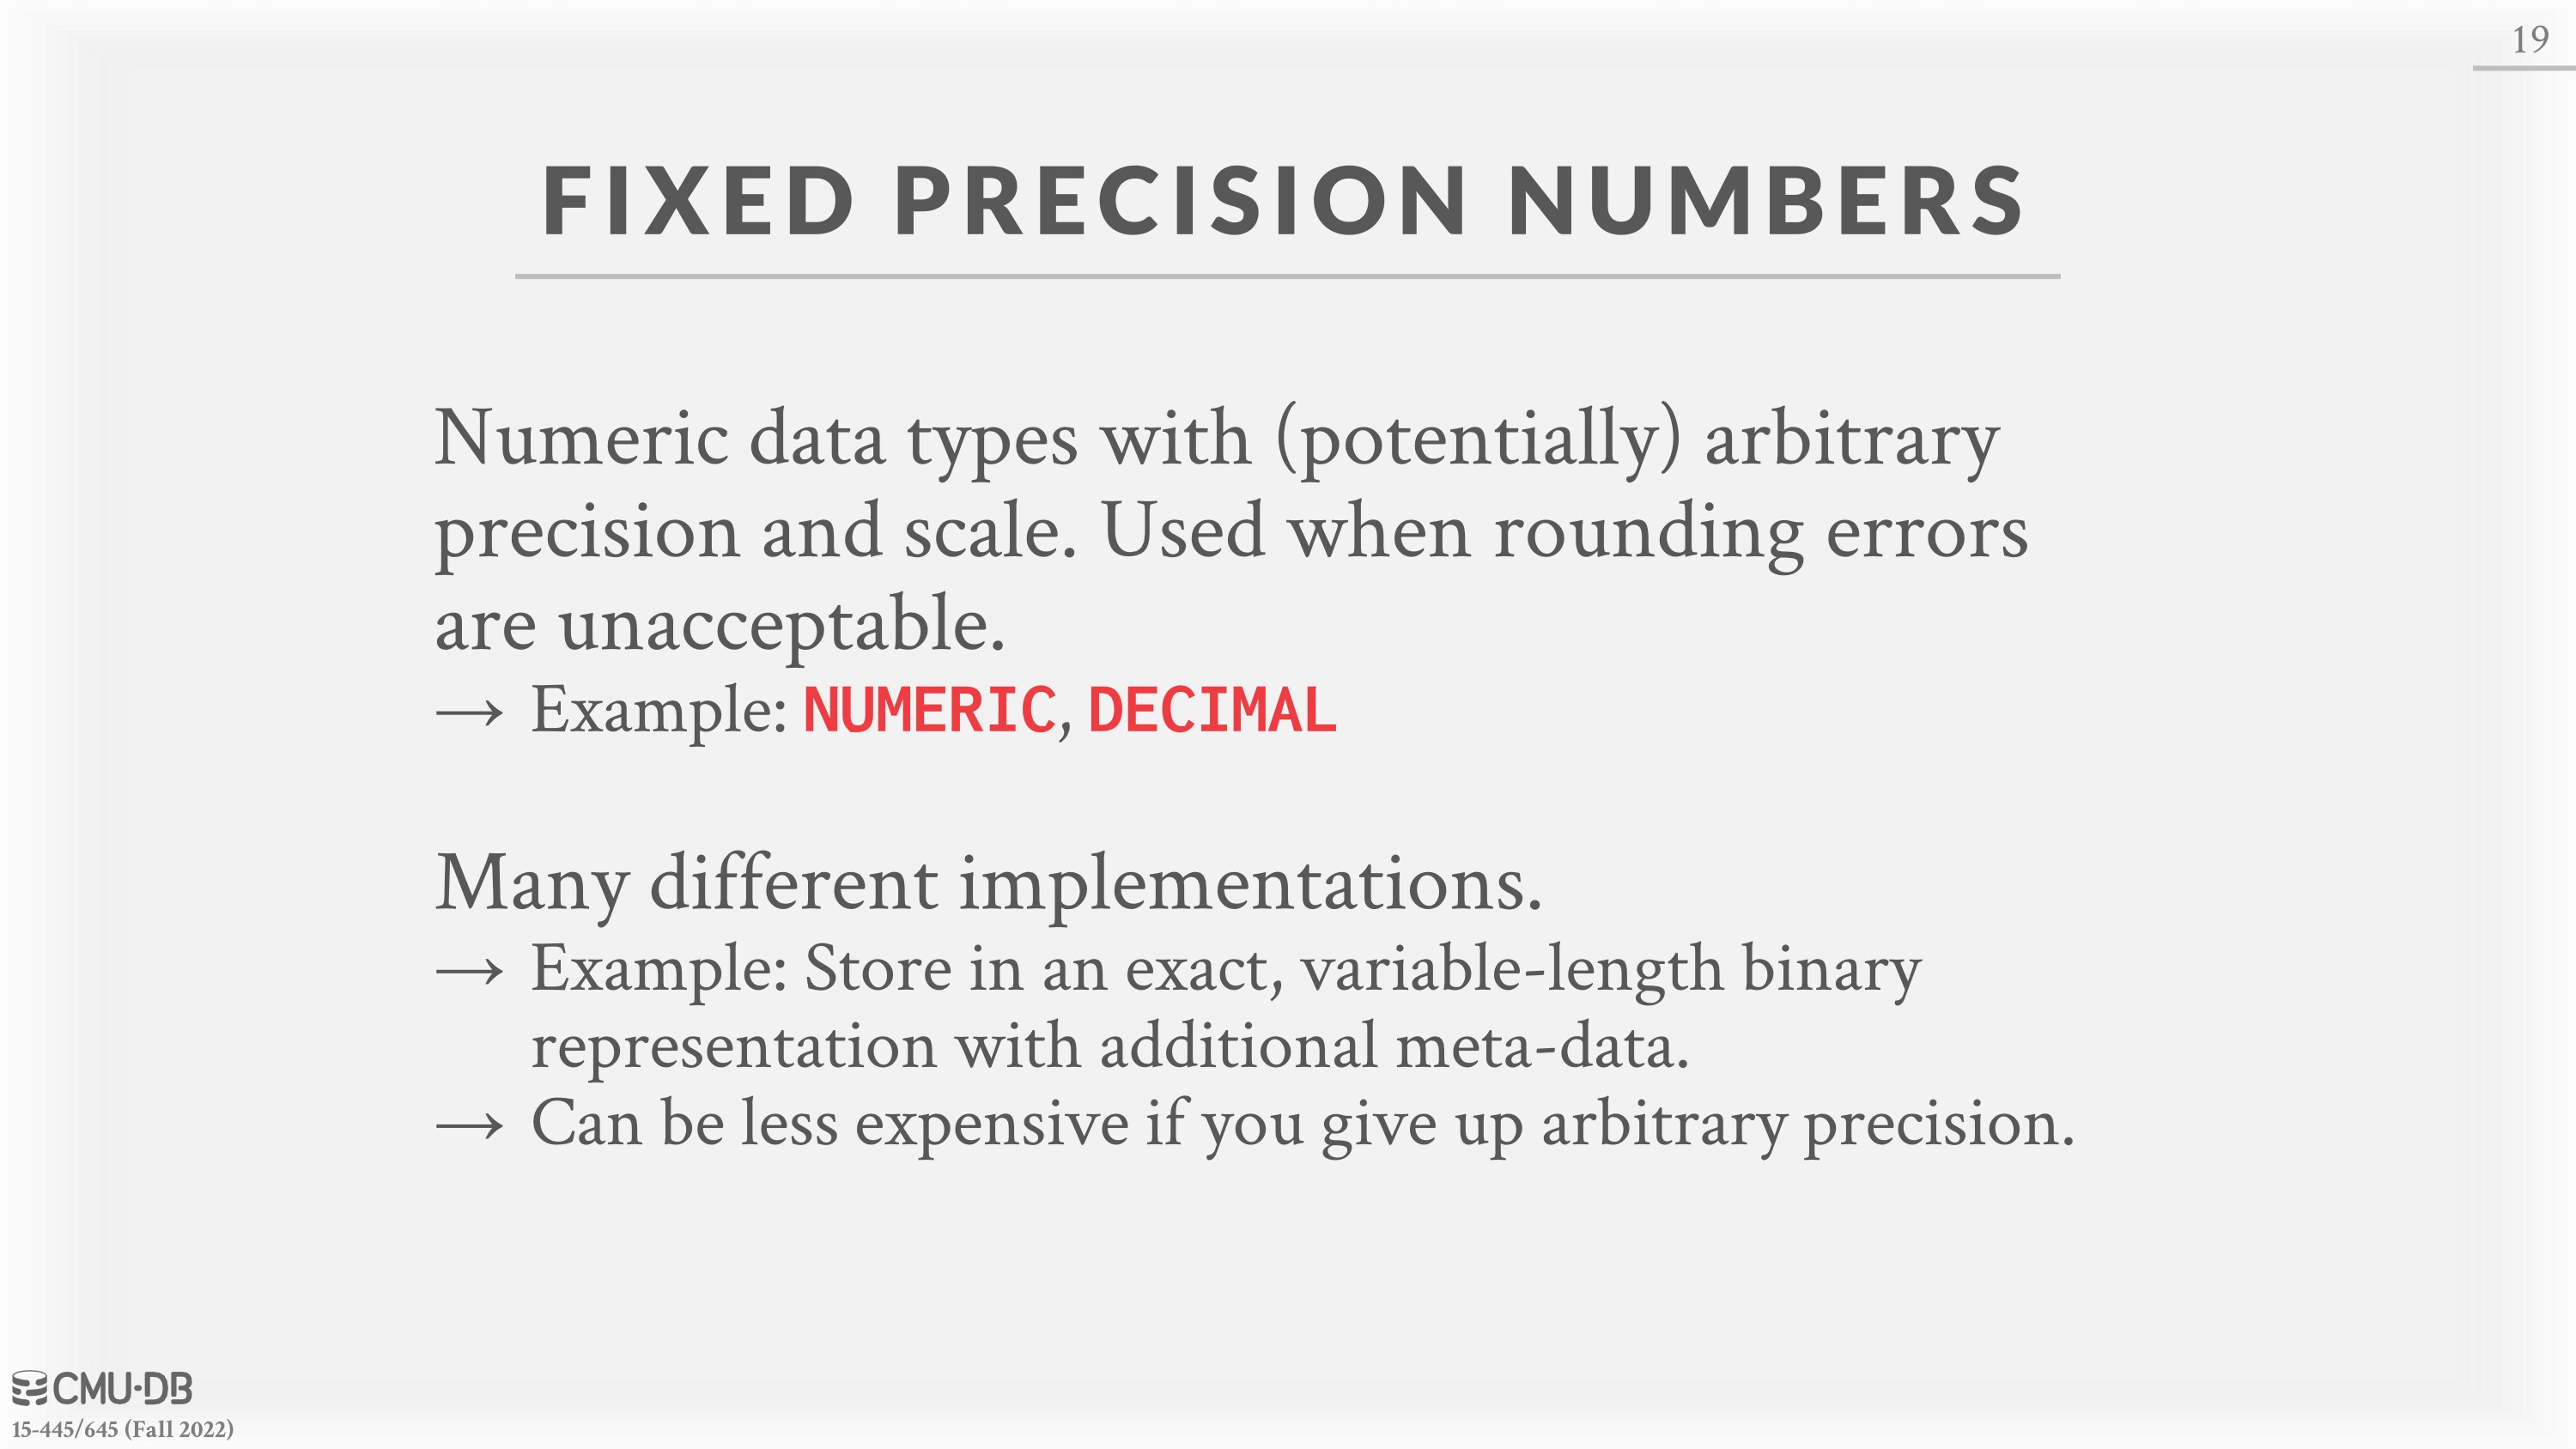 19
FIXED PRECISION NUMBERS
Numeric data types with (potentially) arbitrary
precision and scale. Used when rounding errors
are unacceptable.
→ Example: NUMERIC, DECIMAL
Many different implementations.
→ Example: Store in an exact, variable-length binary
representation with additional meta-data.
→ Can be less expensive if you give up arbitrary precision.
CMU·DB
15-445/645 (Fall 2022)